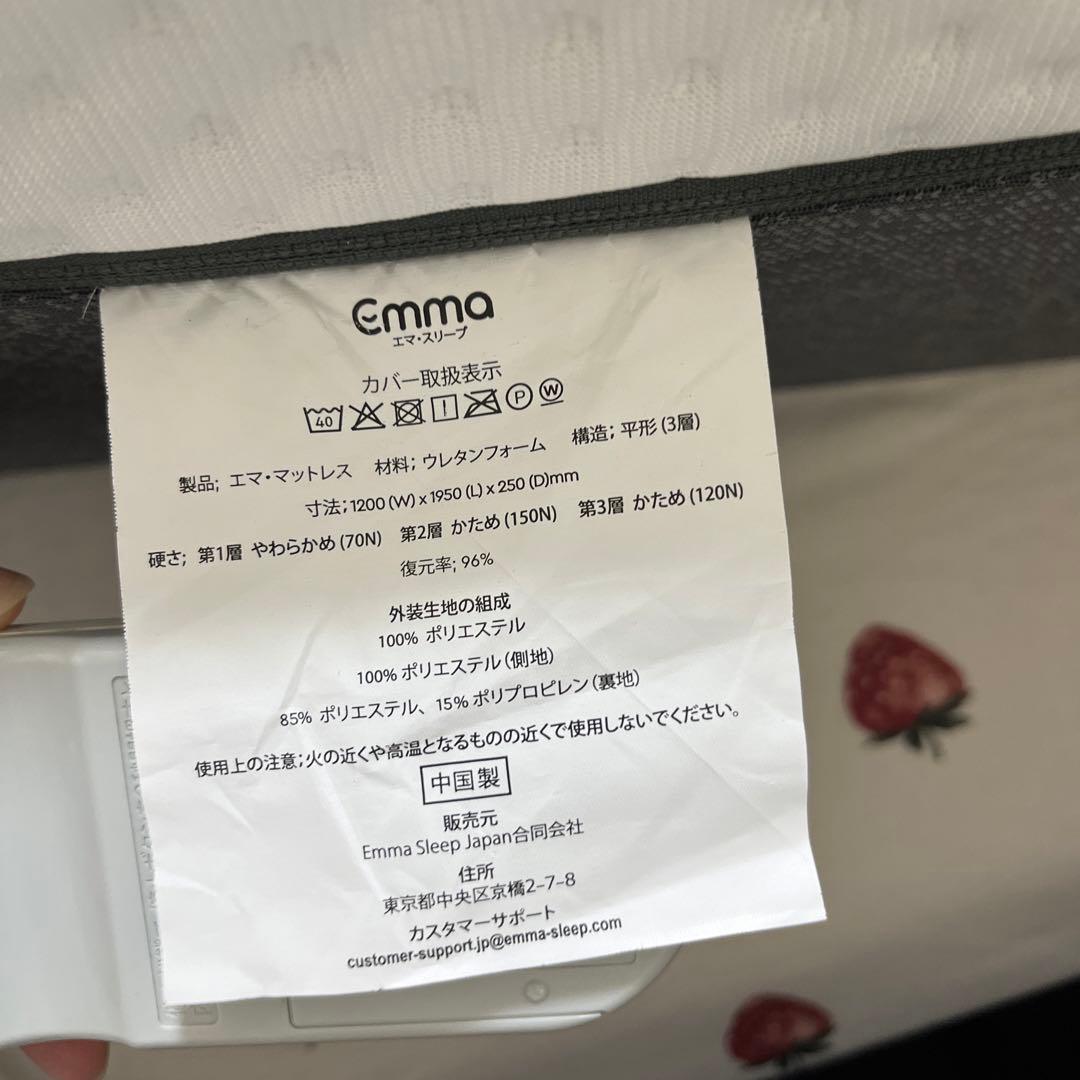 emma
エマ・スリープ
カバー取扱表示
40 P W
製品; エマ・マットレス 材料; ウレタンフォーム 構造; 平形 (3層)
寸法; 1200 (W) x 1950 (L) x 250 (D)mm
硬さ; 第1層 やわらかめ (70N) 第2層 かため (150N) 第3層 かため (120N)
復元率; 96%
外装生地の組成
100% ポリエステル
100% ポリエステル (側地)
85% ポリエステル、15% ポリプロピレン (裏地)
使用上の注意; 火の近くや高温となるものの近くで使用しないでください。
中国製
販売元
Emma Sleep Japan合同会社
住所
東京都中央区京橋2-7-8
カスタマーサポート
customer-support.jp@emma-sleep.com